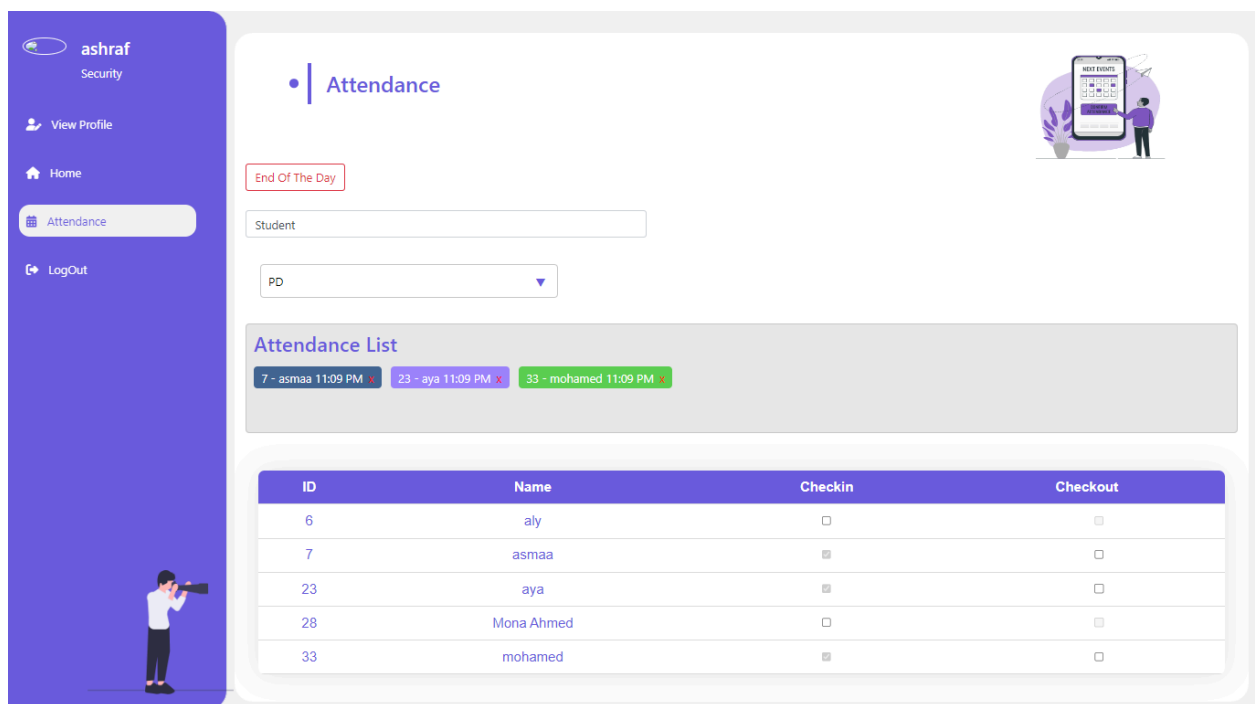 ashraf
Security
View Profile
Home
Attendance
LogOut
Attendance
NEXT EVENTS
End Of The Day
Student
PD
Attendance List
7 - asmaa 11:09 PM x 23 - aya 11:09 PM x 33 - mohamed 11:09 PM x
ID Name Checkin Checkout
6 aly
7 asmaa
23 aya
28 Mona Ahmed
33 mohamed